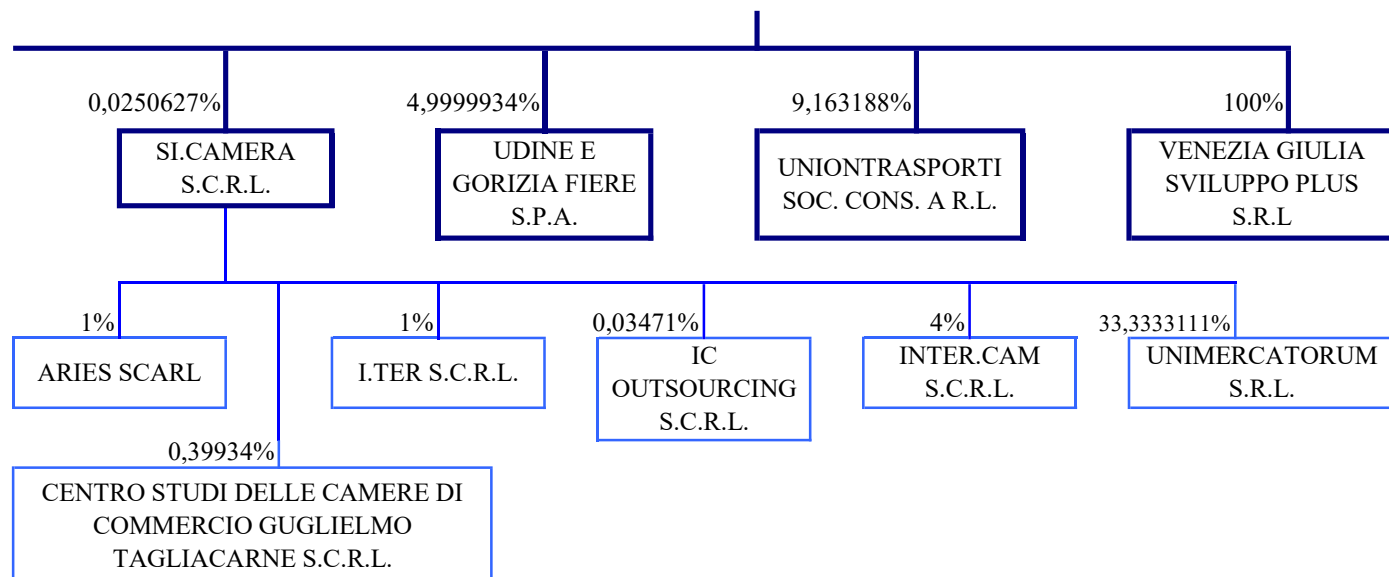 0,0250627%
4,9999934%
9,163188%
100%
SI.CAMERA
S.C.R.L.
UDINE E
GORIZIA FIERE
S.P.A.
UNIONTRASPORTI
SOC. CONS. A R.L.
VENEZIA GIULIA
SVILUPPO PLUS
S.R.L
1%
1%
0,03471%
4%
33,3333111%
ARIES SCARL
I.TER S.C.R.L.
IC
OUTSOURCING
S.C.R.L.
INTER.CAM
S.C.R.L.
UNIMERCATORUM
S.R.L.
0,39934%
CENTRO STUDI DELLE CAMERE DI
COMMERCIO GUGLIELMO
TAGLIACARNE S.C.R.L.